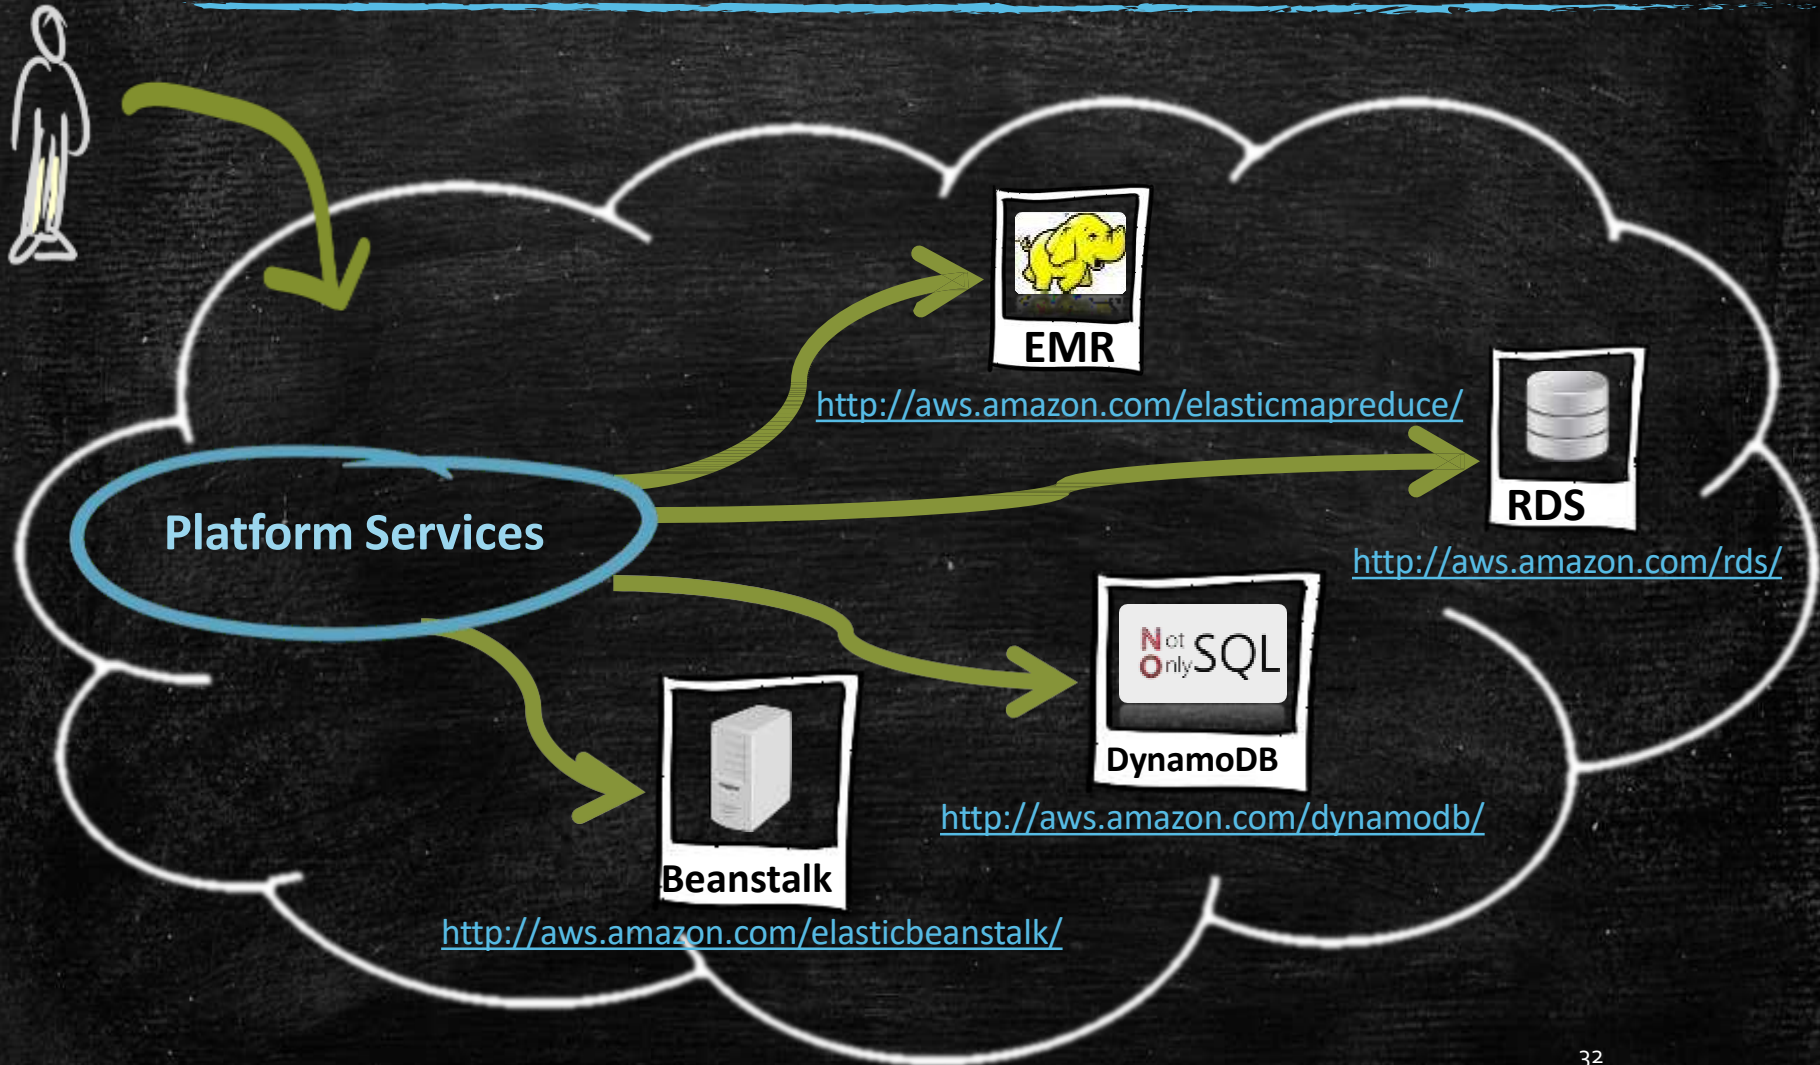 EMR
http://aws.amazon.com/elasticmapreduce/
RDS
http://aws.amazon.com/rds/
Platform Services
Not
Only SQL
DynamoDB
http://aws.amazon.com/dynamodb/
Beanstalk
http://aws.amazon.com/elasticbeanstalk/
32